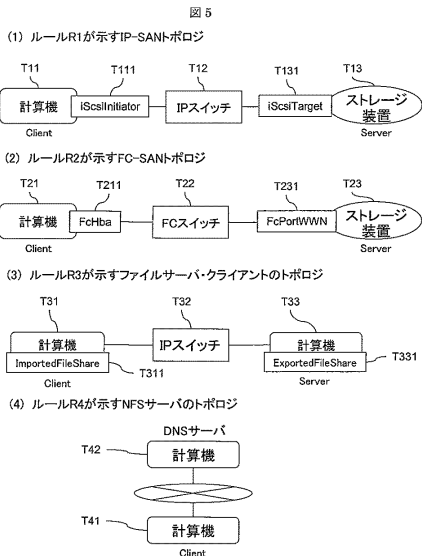 図5
(1) ルールR1が示すIP-SANトポロジ
T11 T111 T12 T131 T13
計算機 iScsiInitiator IPスイッチ iScsiTarget ストレージ
装置
Client Server
(2) ルールR2が示すFC-SANトポロジ
T21 T211 T22 T231 T23
計算機 FcHba FCスイッチ FcPortWWN ストレージ
装置
Client Server
(3) ルールR3が示すファイルサーバ・クライアントのトポロジ
T31 T32 T33
計算機 IPスイッチ 計算機
ImportedFileShare ExportedFileShare T331
Client T311 Server
(4) ルールR4が示すNFSサーバのトポロジ
DNSサーバ
T42 計算機
T41 計算機
Client